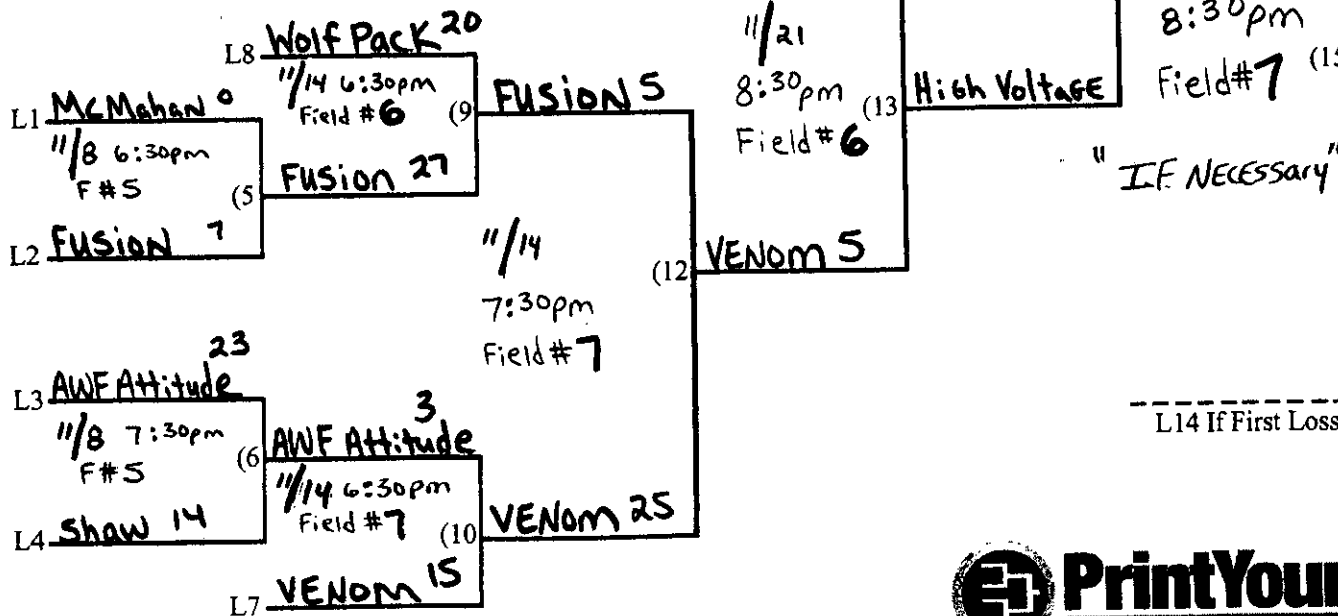 L8 Wolf Pack 20
11/14 6:30pm
Field #6
(9
L1 McMahan 0
11/8 6:30pm
F #5
(5
Fusion 27
L2 Fusion 7
Fusion 5
11/21
8:30pm
Field #6
(13
High Voltage
8:30pm
Field #7
(15
"IF NECESSary"
11/14
7:30pm
Field #7
(12
VENOM 5
L3 AWF Attitude 23
11/8 7:30pm
F #5
(6
L4 Shaw 14
AWF Attitude 3
11/14 6:30pm
Field #7
(10
VENOM 25
L7 VENOM 15
L14 If First Loss
PrintYour